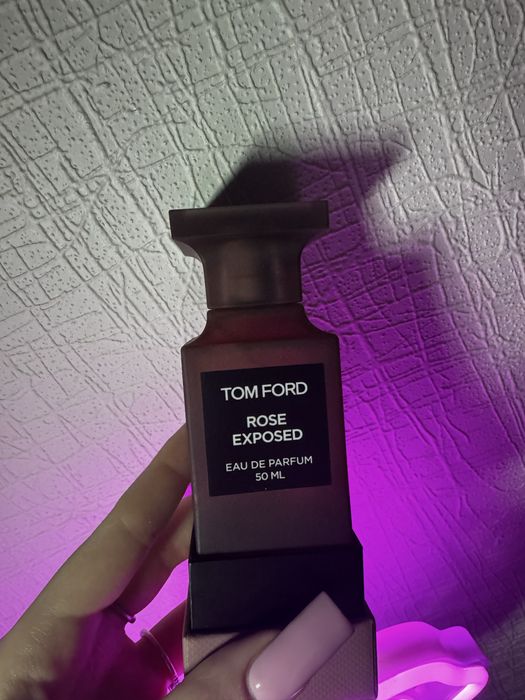 TOM FORD
ROSE
EXPOSED
EAU DE PARFUM
50 ML